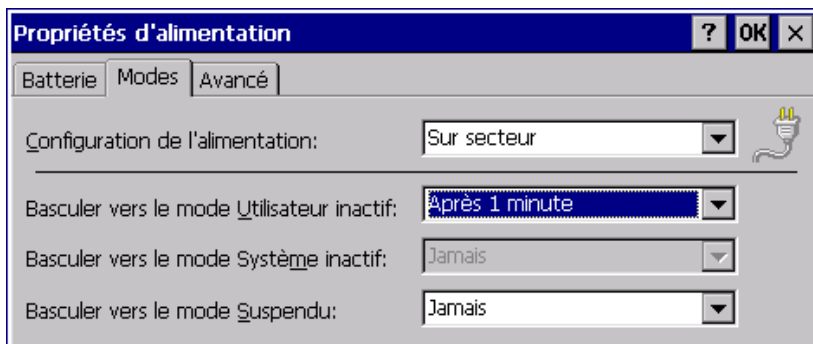 Propriétés d'alimentation ? OK ×
Batterie Modes Avancé
Configuration de l'alimentation: Sur secteur
Basculer vers le mode Utilisateur inactif: Après 1 minute
Basculer vers le mode Système inactif: Jamais
Basculer vers le mode Suspendu: Jamais